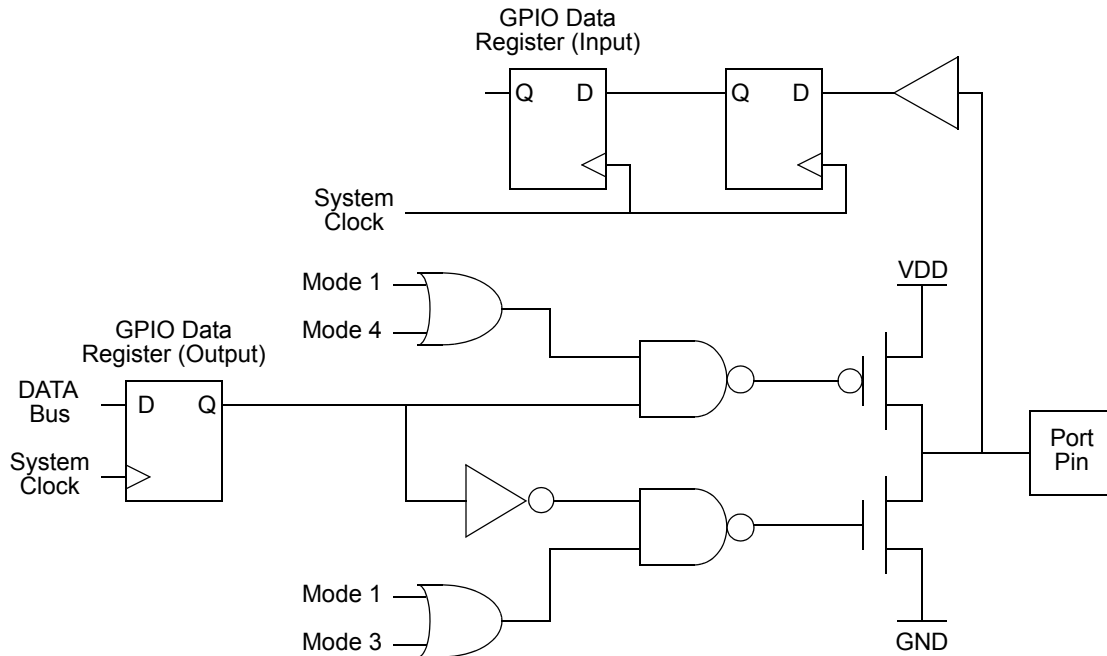 GPIO Data
Register (Input)
Q D
Q D
System
Clock
Mode 1
Mode 4
VDD
GPIO Data
Register (Output)
DATA
Bus
D Q
System
Clock
Port
Pin
Mode 1
Mode 3
GND